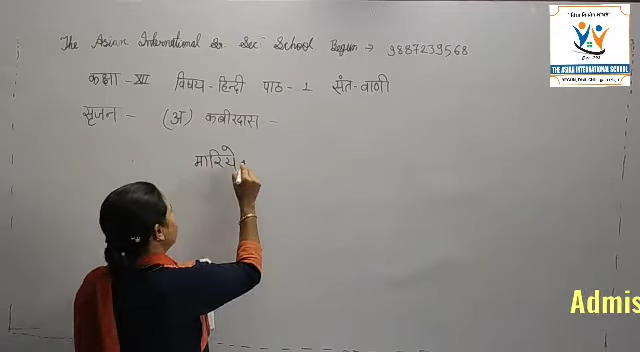 The Asian International Sr. Sec School Begun → 9887239568
कक्षा - XII विषय - हिन्दी पाठ - 1 संत-वाणी
सृजन - (अ) कबीरदास -
मारिये
THE ASIAN INTERNATIONAL SCHOOL
Admis